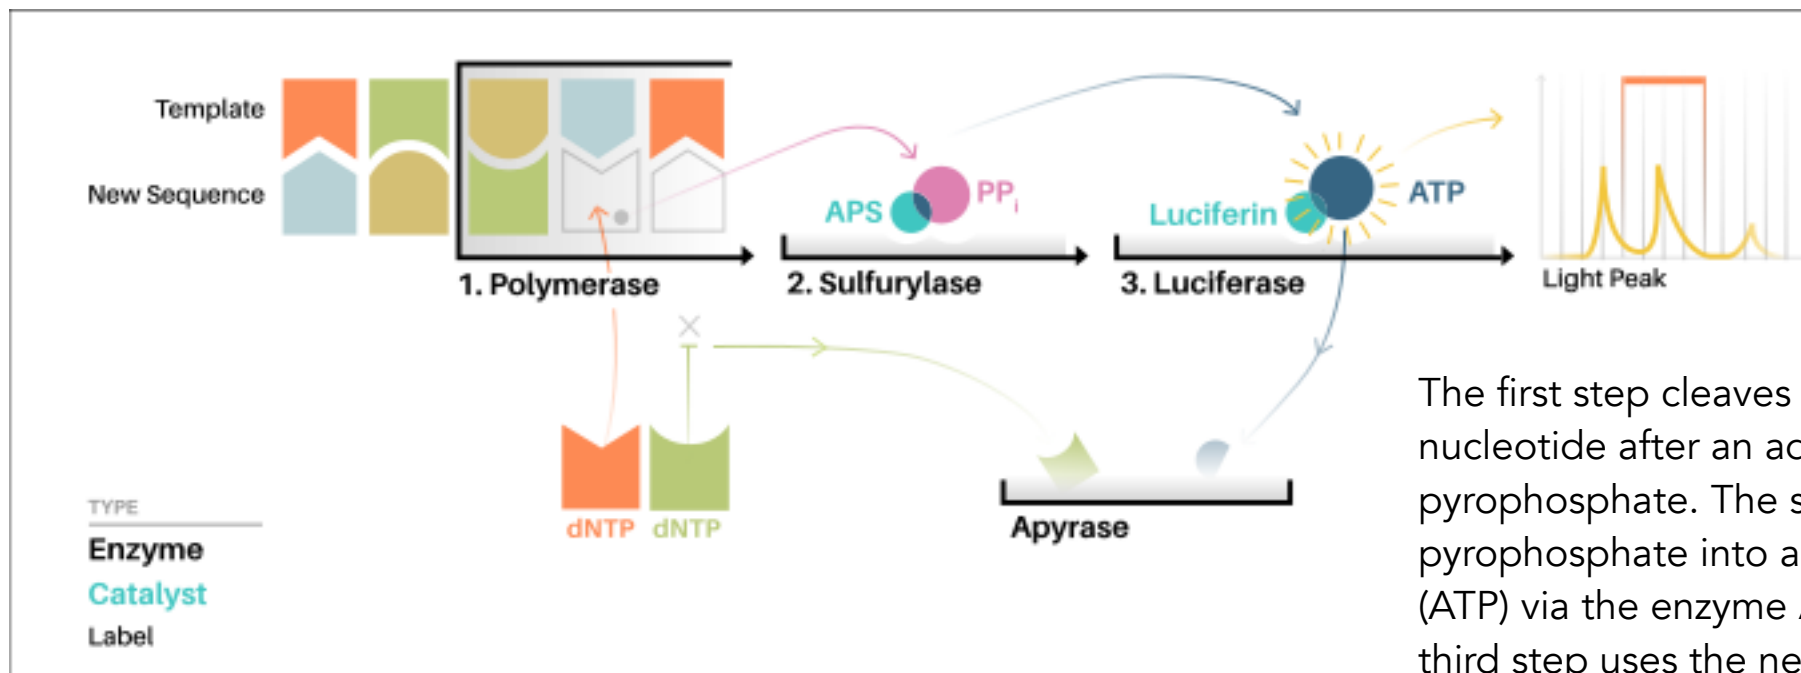 Template
New Sequence
APS
PPi
Luciferin
ATP
1. Polymerase
2. Sulfurylase
3. Luciferase
Light Peak
dNTP
dNTP
Apyrase
TYPE
Enzyme
Catalyst
Label
The first step cleaves
nucleotide after an
pyrophosphate. The
pyrophosphate into a
(ATP) via the enzyme
third step uses the